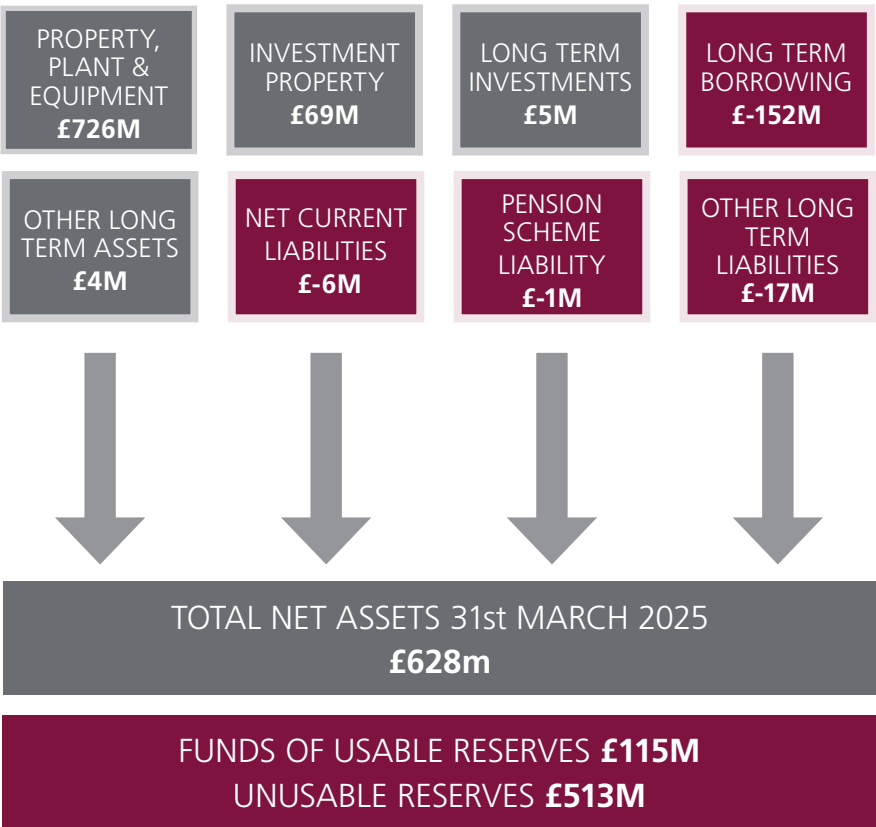 PROPERTY,
PLANT &
EQUIPMENT
£726M
INVESTMENT
PROPERTY
£69M
LONG TERM
INVESTMENTS
£5M
LONG TERM
BORROWING
£-152M
OTHER LONG
TERM ASSETS
£4M
NET CURRENT
LIABILITIES
£-6M
PENSION
SCHEME
LIABILITY
£-1M
OTHER LONG
TERM
LIABILITIES
£-17M
TOTAL NET ASSETS 31st MARCH 2025
£628m
FUNDS OF USABLE RESERVES £115M
UNUSABLE RESERVES £513M